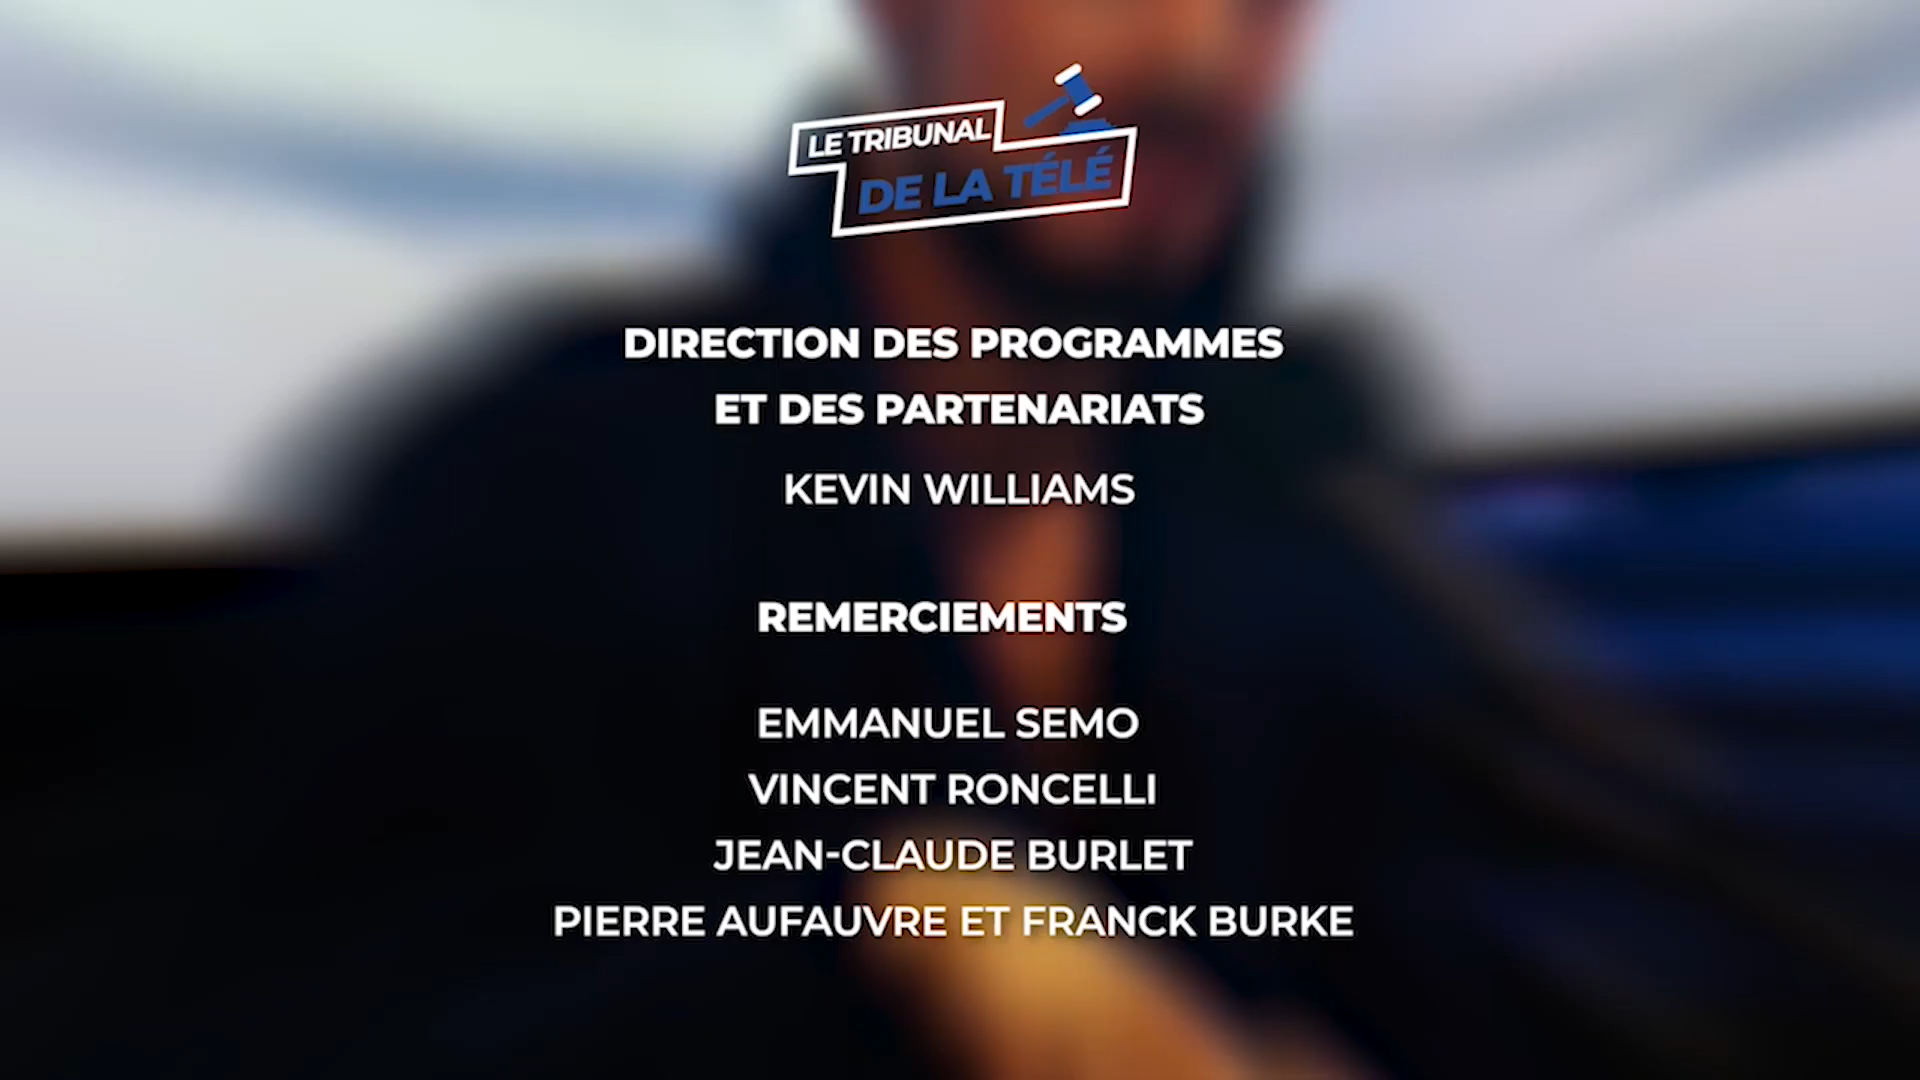 LE TRIBUNAL
DE LA TÉLÉ
DIRECTION DES PROGRAMMES
ET DES PARTENARIATS
KEVIN WILLIAMS
REMERCIEMENTS
EMMANUEL SEMO
VINCENT RONCELLI
JEAN-CLAUDE BURLET
PIERRE AUFAUVRE ET FRANCK BURKE